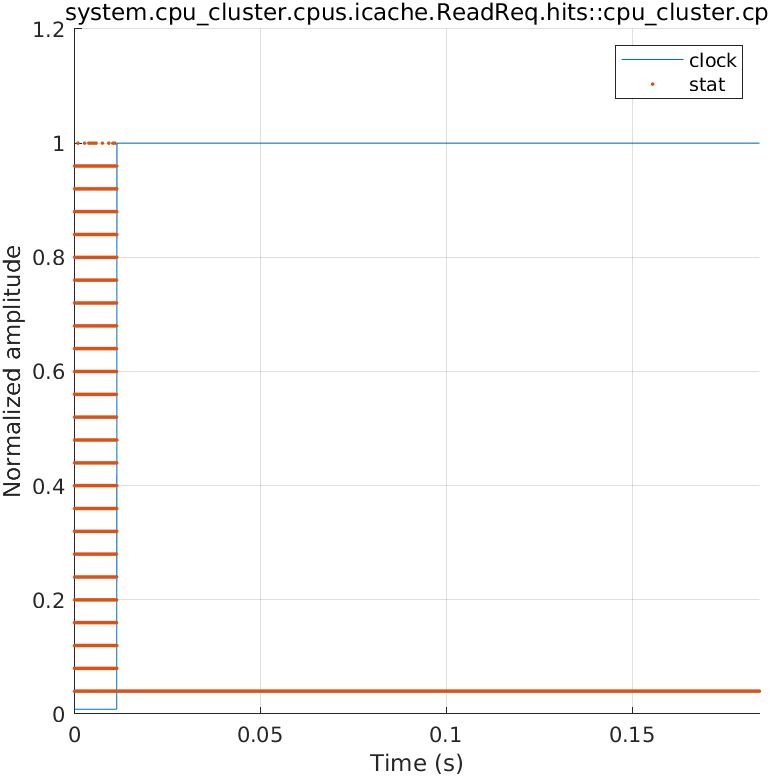 system.cpu_cluster.cpus.icache.ReadReq.hits::cpu_cluster.cp
1.2
clock
stat
1
0.8
0.6
0.4
0.2
0
Normalized amplitude
0
0.05
0.1
0.15
Time (s)